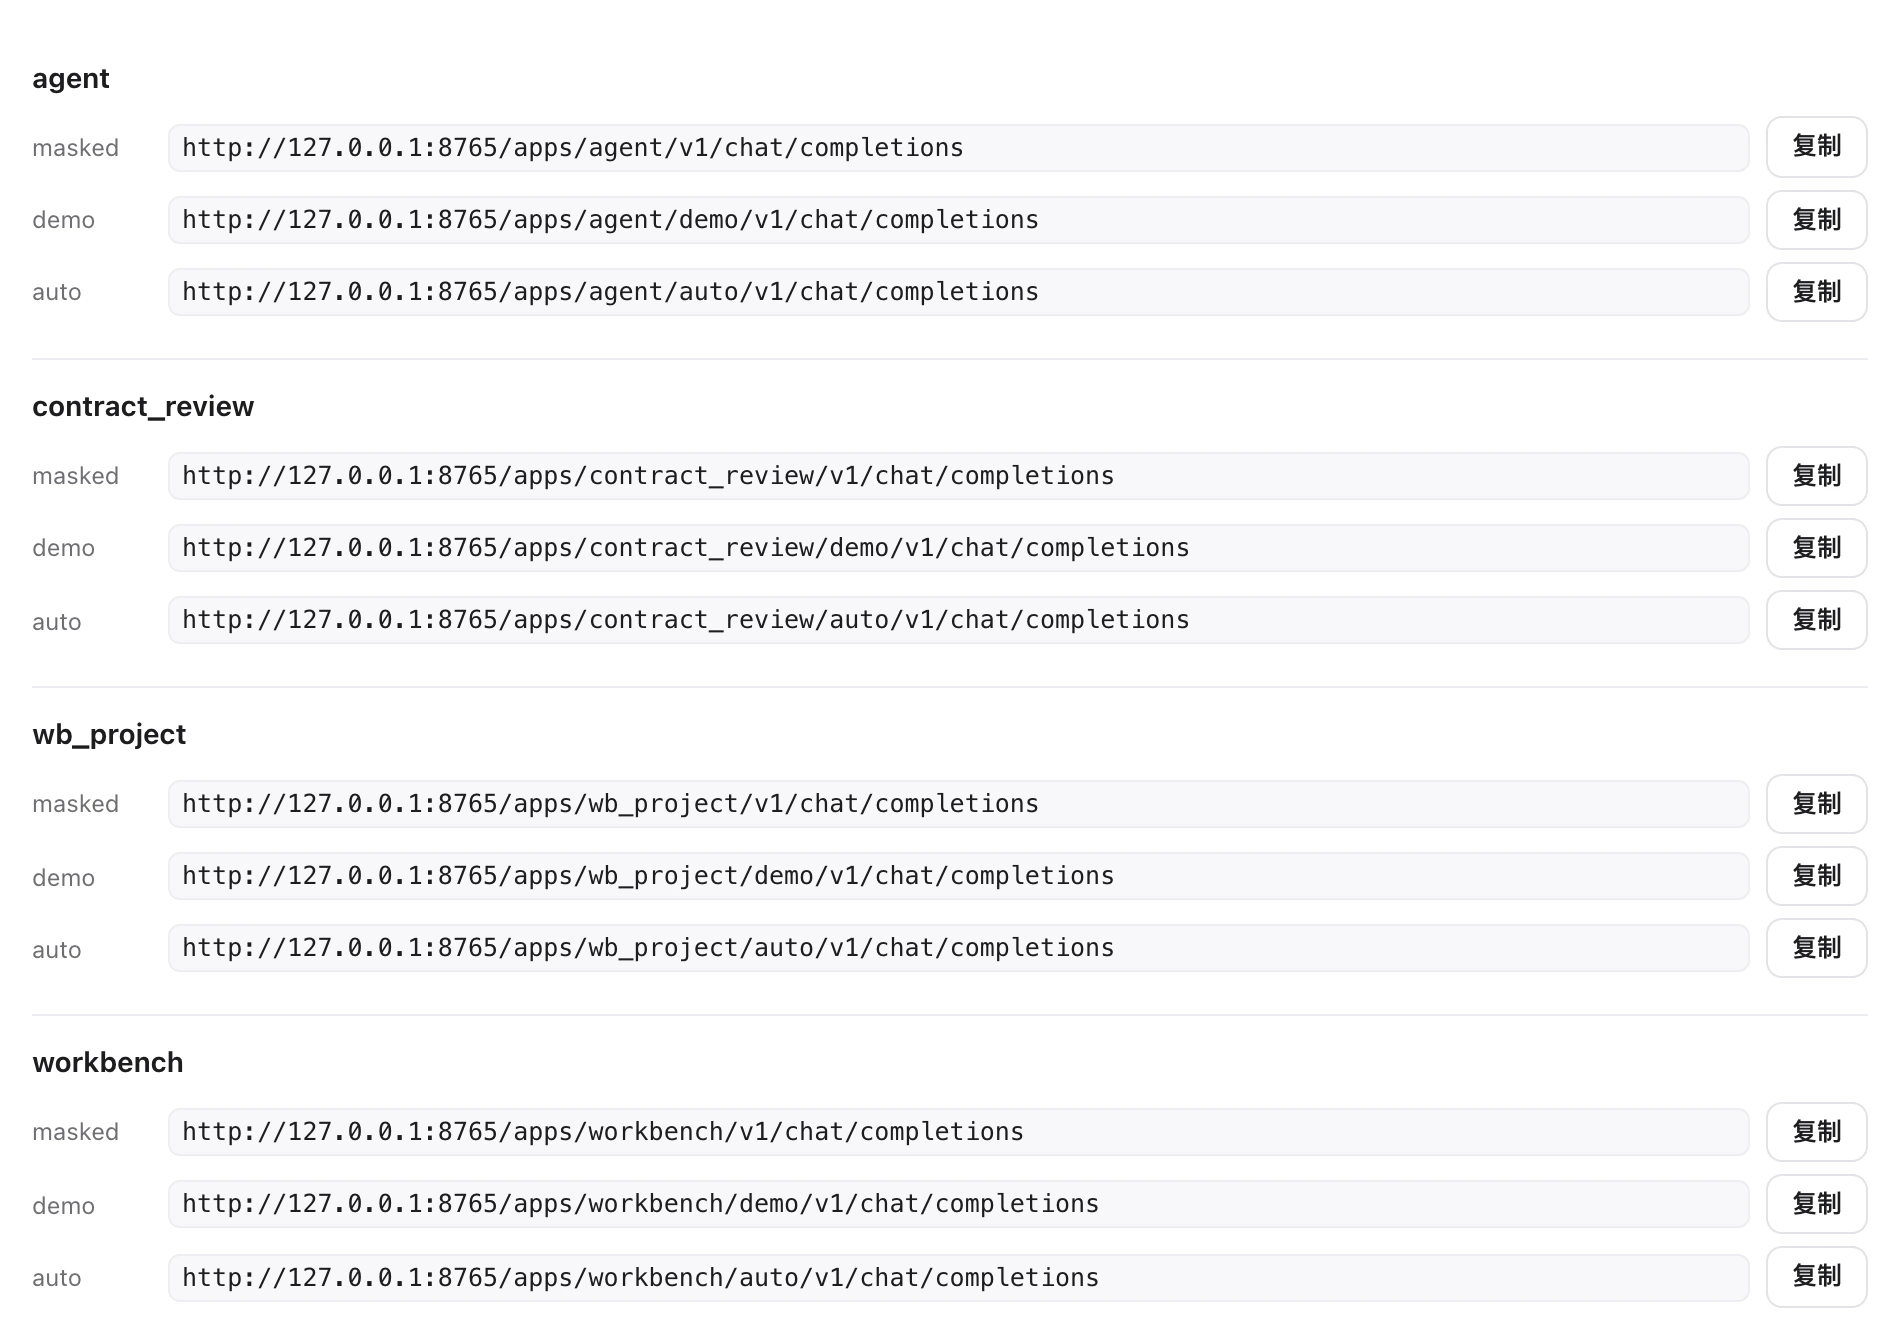 agent
masked http://127.0.0.1:8765/apps/agent/v1/chat/completions 复制
demo http://127.0.0.1:8765/apps/agent/demo/v1/chat/completions 复制
auto http://127.0.0.1:8765/apps/agent/auto/v1/chat/completions 复制
contract_review
masked http://127.0.0.1:8765/apps/contract_review/v1/chat/completions 复制
demo http://127.0.0.1:8765/apps/contract_review/demo/v1/chat/completions 复制
auto http://127.0.0.1:8765/apps/contract_review/auto/v1/chat/completions 复制
wb_project
masked http://127.0.0.1:8765/apps/wb_project/v1/chat/completions 复制
demo http://127.0.0.1:8765/apps/wb_project/demo/v1/chat/completions 复制
auto http://127.0.0.1:8765/apps/wb_project/auto/v1/chat/completions 复制
workbench
masked http://127.0.0.1:8765/apps/workbench/v1/chat/completions 复制
demo http://127.0.0.1:8765/apps/workbench/demo/v1/chat/completions 复制
auto http://127.0.0.1:8765/apps/workbench/auto/v1/chat/completions 复制